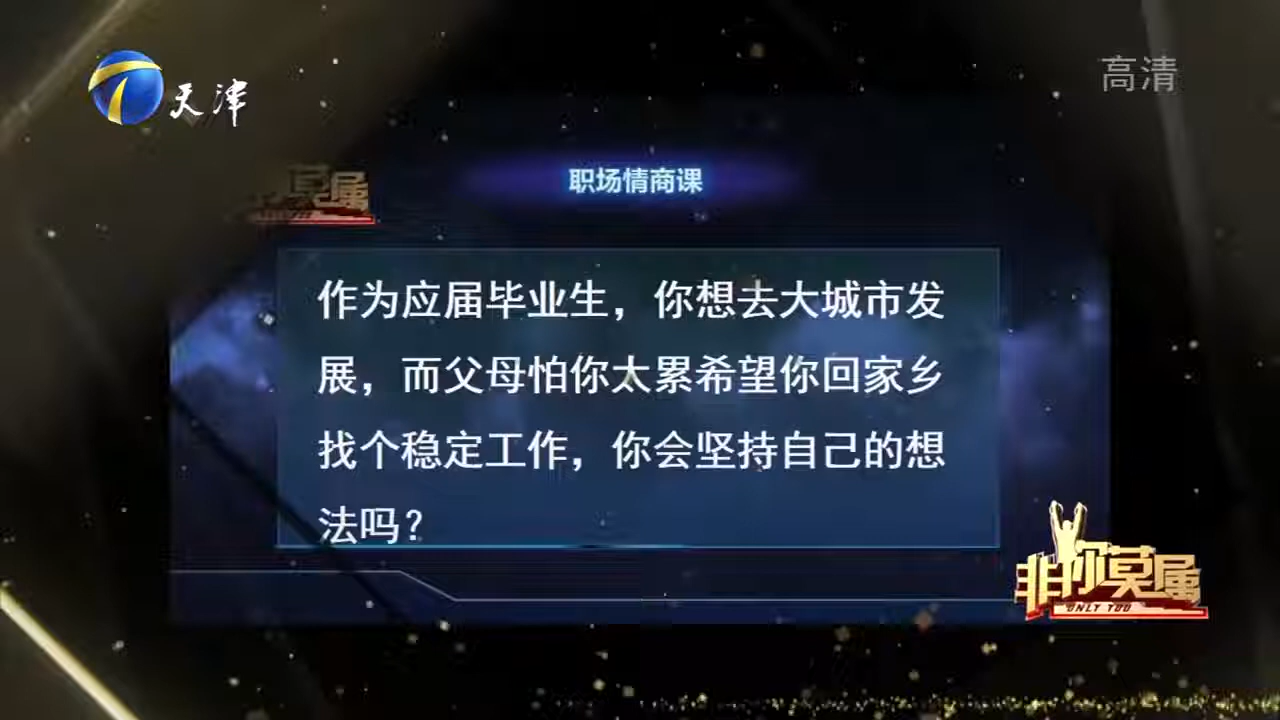 天津
高清
职场情商课
作为应届毕业生，你想去大城市发
展，而父母怕你太累希望你回家乡
找个稳定工作，你会坚持自己的想
法吗？
非你莫属
ONLY YOU